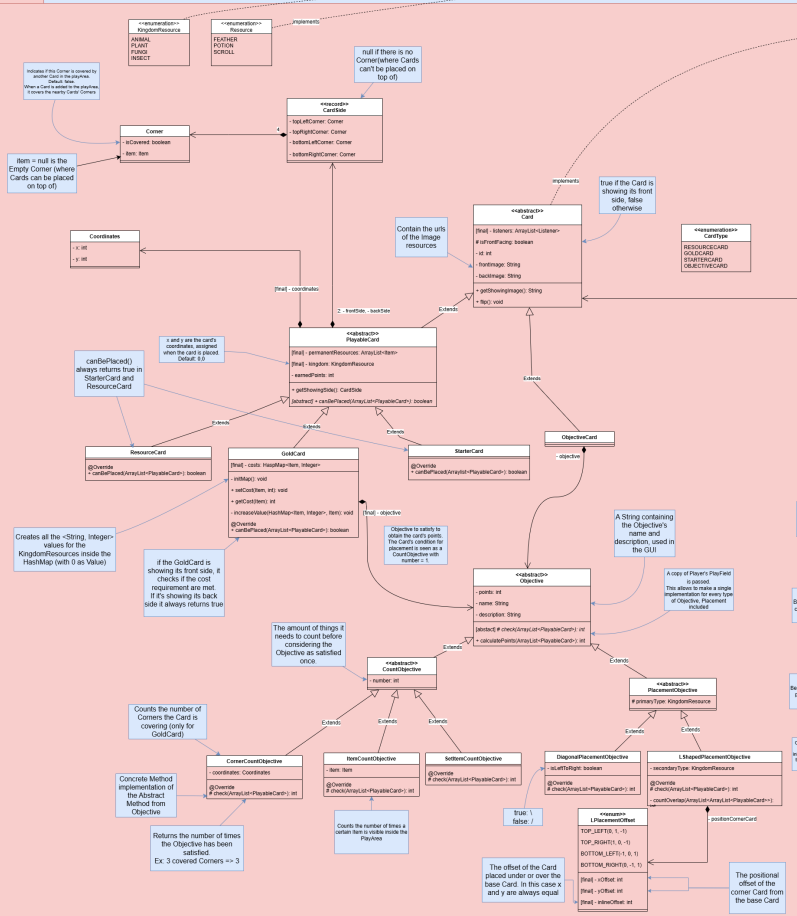 <<enumeration>>
KingdomResource
ANIMAL
PLANT
FUNGI
INSECT
<<enumeration>>
Resource
FEATHER
POTION
SCROLL
implements
null if there is no
Corner(where Cards
can't be placed on
top of)
Indicates if this Corner is covered by
another Card in the playArea.
Default: false.
When a Card is added to the playArea,
it covers the nearby Cards' Corners
<<record>>
CardSide
- topLeftCorner: Corner
- topRightCorner: Corner
- bottomLeftCorner: Corner
- bottomRightCorner: Corner
4
Corner
- isCovered: boolean
- item: Item
item = null is the
Empty Corner (where
Cards can be placed
on top of)
implements
true if the Card is
showing its front
side, false
otherwise
<<abstract>>
Card
[final] - listeners: ArrayList<Listener>
# isFrontFacing: boolean
- id: int
- frontImage: String
- backImage: String
+ getShowingImage(): String
+ flip(): void
Contain the urls
of the Image
resources
<<enumeration>>
CardType
RESOURCECARD
GOLDCARD
STARTERCARD
OBJECTIVECARD
Coordinates
- x: int
- y: int
[final] - coordinates
2: - frontSide, - backSide
Extends
x and y are the card's
coordinates, assigned
when the card is placed.
Default: 0,0
<<abstract>>
PlayableCard
[final] - permanentResources: ArrayList<Item>
[final] - kingdom: KingdomResource
- earnedPoints: int
+ getShowingSide(): CardSide
[abstract] + canBePlaced(ArrayList<PlayableCard>): boolean
canBePlaced()
always returns true in
StarterCard and
ResourceCard
Extends
Extends
Extends
Extends
ResourceCard
@Override
+ canBePlaced(ArrayList<PlayableCard>): boolean
GoldCard
[final] - costs: HaspMap<Item, Integer>
- initMap(): void
+ setCost(Item, int): void
+ getCost(Item): int
- increaseValue(HashMap<Item, Integer>, Item): void
@Override
+ canBePlaced(ArrayList<PlayableCard>): boolean
StarterCard
@Override
+ canBePlaced(Arraylist<PlayableCard>): boolean
ObjectiveCard
- objective
[final] - objective
Creates all the <String, Integer>
values for the
KingdomResources inside the
HashMap (with 0 as Value)
if the GoldCard is
showing its front side, it
checks if the cost
requirement are met.
If it's showing its back
side it always returns true
Objective to satisfy to
obtain the card's points.
The Card's condition for
placement is seen as a
CountObjective with
number = 1.
A String containing
the Objective's
name and
description, used in
the GUI
<<abstract>>
Objective
- points: int
- name: String
- description: String
[abstact] # check(ArrayList<PlayableCard>): int
+ calculatePoints(ArrayList<PlayableCard>): int
A copy of Player's PlayField
is passed.
This allows to make a single
implementation for every type
of Objective, Placement
included
The amount of things it
needs to count before
considering the
Objective as satisfied
once.
Extends
Extends
<<abstract>>
CountObjective
- number: int
<<abstract>>
PlacementObjective
# primaryType: KingdomResource
Counts the number of
Corners the Card is
covering (only for
GoldCard)
Extends
Extends
Extends
Extends
Extends
CornerCountObjective
- coordinates: Coordinates
@Override
# check(ArrayList<PlayableCard>): int
ItemCountObjective
- item: Item
@Override
# check(ArrayList<PlayableCard>): int
SetItemCountObjective
@Override
# check(ArrayList<PlayableCard>): int
DiagonalPlacementObjective
- isLeftToRight: boolean
@Override
# check(ArrayList<PlayableCard>): int
LShapedPlacementObjective
- secondaryType: KingdomResource
@Override
# check(ArrayList<PlayableCard>): int
- countOverlap(ArrayList<ArrayList<PlayableCard>>):
Concrete Method
implementation of
the Abstract
Method from
Objective
Returns the number of times
the Objective has been
satisfied.
Ex: 3 covered Corners => 3
Counts the number of times a
certain Item is visible inside the
PlayArea
true: \
false: /
- positionCornerCard
<<enum>>
LPlacementOffset
TOP_LEFT(0, 1, -1)
TOP_RIGHT(1, 0, -1)
BOTTOM_LEFT(-1, 0, 1)
BOTTOM_RIGHT(0, -1, 1)
[final] - xOffset: int
[final] - yOffset: int
[final] - inlineOffset: int
The offset of the Card
placed under or over the
base Card. In this case x
and y are always equal
The positional
offset of the
corner Card from
the base Card